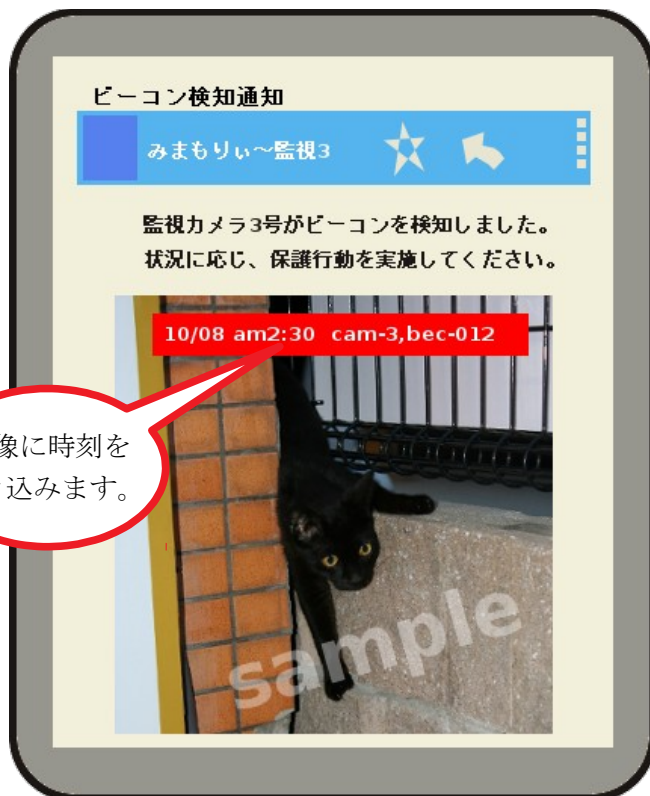 ビーコン検知通知
みまもりぃ～監視3
監視カメラ3号がビーコンを検知しました。
状況に応じ、保護行動を実施してください。
10/08 am2:30 cam-3,bec-012
像に時刻を
込みます。
sample